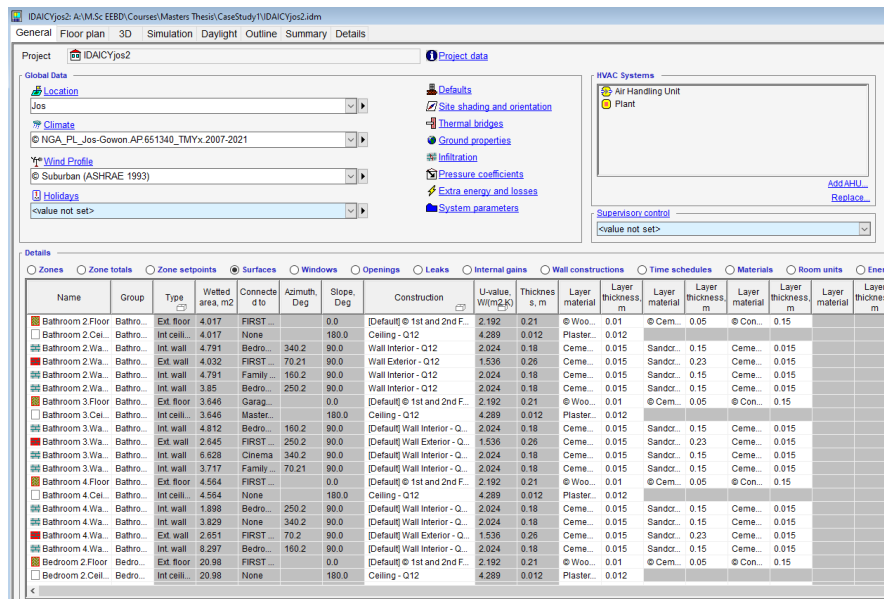 IDAICYjos2: A:\M.Sc EEBD\Courses\Masters Thesis\CaseStudy1\IDAICYjos2.idm
General Floor plan 3D Simulation Daylight Outline Summary Details
Project IDAICYjos2 Project data
Global Data
Location
Jos
Climate
© NGA_PL_Jos-Gowon.AP.651340_TMYx.2007-2021
Wind Profile
© Suburban (ASHRAE 1993)
Holidays
<value not set>
Defaults
Site shading and orientation
Thermal bridges
Ground properties
Infiltration
Pressure coefficients
Extra energy and losses
System parameters
HVAC Systems
Air Handling Unit
Plant
Add AHU...
Replace...
Supervisory control
<value not set>
Details
Zones Zone totals Zone setpoints Surfaces Windows Openings Leaks Internal gains Wall constructions Time schedules Materials Room units Ener
Name Group Type Wetted area, m2 Connecte d to Azimuth, Deg Slope, Deg Construction U-value, W/(m2,K) Thicknes s, m Layer material Layer thickness, m Layer material Layer thickness, m Layer material Layer thickness, m Layer material Layer thicknes m
Bathroom 2.Floor Bathro... Ext. floor 4.017 FIRST ... 0.0 [Default] © 1st and 2nd F... 2.192 0.21 © Woo... 0.01 © Cem... 0.05 © Con... 0.15
Bathroom 2.Cei... Bathro... Int ceili... 4.017 None 180.0 Ceiling - Q12 4.289 0.012 Plaster... 0.012
Bathroom 2.Wa... Bathro... Int. wall 4.791 Bedro... 340.2 90.0 Wall Interior - Q12 2.024 0.18 Ceme... 0.015 Sandcr... 0.15 Ceme... 0.015
Bathroom 2.Wa... Bathro... Ext. wall 4.032 FIRST ... 70.21 90.0 Wall Exterior - Q12 1.536 0.26 Ceme... 0.015 Sandcr... 0.23 Ceme... 0.015
Bathroom 2.Wa... Bathro... Int. wall 4.791 Family ... 160.2 90.0 Wall Interior - Q12 2.024 0.18 Ceme... 0.015 Sandcr... 0.15 Ceme... 0.015
Bathroom 2.Wa... Bathro... Int. wall 3.85 Bedro... 250.2 90.0 Wall Interior - Q12 2.024 0.18 Ceme... 0.015 Sandcr... 0.15 Ceme... 0.015
Bathroom 3.Floor Bathro... Ext. floor 3.646 Garag... 0.0 [Default] © 1st and 2nd F... 2.192 0.21 © Woo... 0.01 © Cem... 0.05 © Con... 0.15
Bathroom 3.Cei... Bathro... Int ceili... 3.646 Master... 180.0 Ceiling - Q12 4.289 0.012 Plaster... 0.012
Bathroom 3.Wa... Bathro... Int. wall 4.812 Bedro... 160.2 90.0 [Default] Wall Interior - Q... 2.024 0.18 Ceme... 0.015 Sandcr... 0.15 Ceme... 0.015
Bathroom 3.Wa... Bathro... Ext. wall 2.645 FIRST ... 250.2 90.0 [Default] Wall Exterior - Q... 1.536 0.26 Ceme... 0.015 Sandcr... 0.23 Ceme... 0.015
Bathroom 3.Wa... Bathro... Int. wall 6.628 Cinema 340.2 90.0 [Default] Wall Interior - Q... 2.024 0.18 Ceme... 0.015 Sandcr... 0.15 Ceme... 0.015
Bathroom 3.Wa... Bathro... Int. wall 3.717 Family ... 70.21 90.0 [Default] Wall Interior - Q... 2.024 0.18 Ceme... 0.015 Sandcr... 0.15 Ceme... 0.015
Bathroom 4.Floor Bathro... Ext. floor 4.564 FIRST ... 0.0 [Default] © 1st and 2nd F... 2.192 0.21 © Woo... 0.01 © Cem... 0.05 © Con... 0.15
Bathroom 4.Cei... Bathro... Int ceili... 4.564 None 180.0 Ceiling - Q12 4.289 0.012 Plaster... 0.012
Bathroom 4.Wa... Bathro... Int. wall 1.898 Bedro... 250.2 90.0 [Default] Wall Interior - Q... 2.024 0.18 Ceme... 0.015 Sandcr... 0.15 Ceme... 0.015
Bathroom 4.Wa... Bathro... Int. wall 3.829 None 340.2 90.0 [Default] Wall Interior - Q... 2.024 0.18 Ceme... 0.015 Sandcr... 0.15 Ceme... 0.015
Bathroom 4.Wa... Bathro... Ext. wall 2.651 FIRST ... 70.2 90.0 [Default] Wall Exterior - Q... 1.536 0.26 Ceme... 0.015 Sandcr... 0.23 Ceme... 0.015
Bathroom 4.Wa... Bathro... Int. wall 8.297 Bedro... 160.2 90.0 [Default] Wall Interior - Q... 2.024 0.18 Ceme... 0.015 Sandcr... 0.15 Ceme... 0.015
Bedroom 2.Floor Bedro... Ext. floor 20.98 FIRST ... 0.0 [Default] © 1st and 2nd F... 2.192 0.21 © Woo... 0.01 © Cem... 0.05 © Con... 0.15
Bedroom 2.Ceil... Bedro... Int ceili... 20.98 None 180.0 Ceiling - Q12 4.289 0.012 Plaster... 0.012